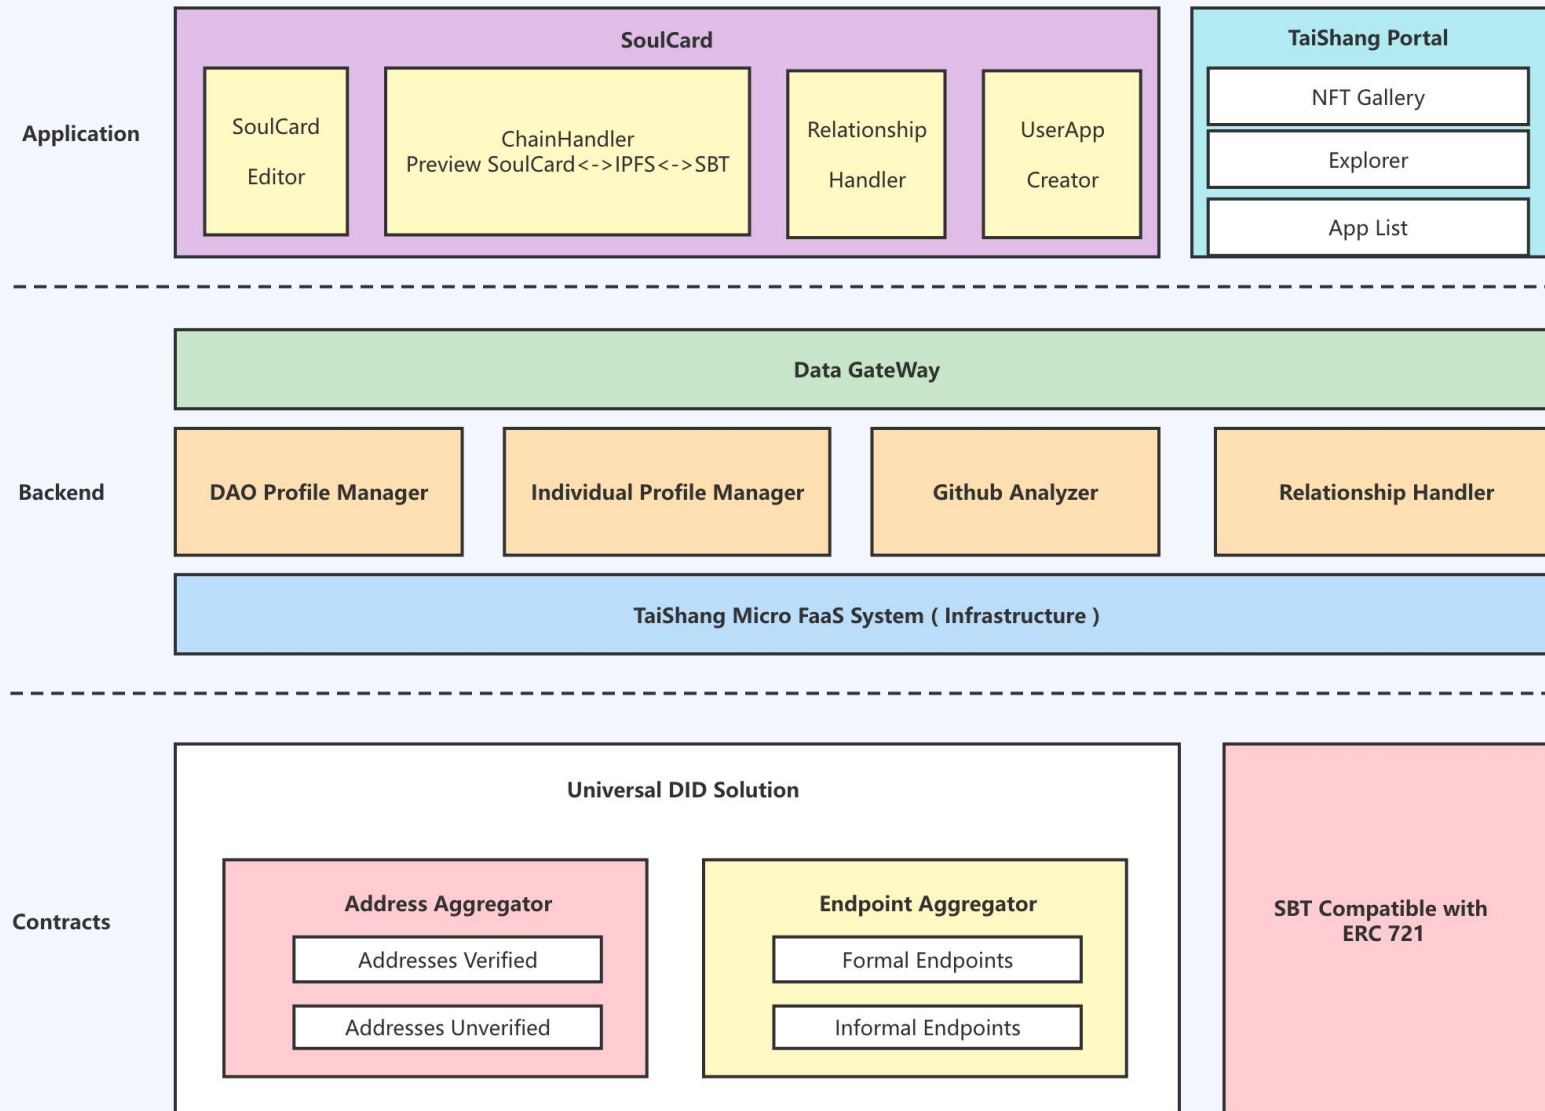 Application
SoulCard
SoulCard
Editor
ChainHandler
Preview SoulCard<->IPFS<->SBT
Relationship
Handler
UserApp
Creator
TaiShang Portal
NFT Gallery
Explorer
App List
Backend
Data GateWay
DAO Profile Manager
Individual Profile Manager
Github Analyzer
Relationship Handler
TaiShang Micro FaaS System ( Infrastructure )
Contracts
Universal DID Solution
Address Aggregator
Addresses Verified
Addresses Unverified
Endpoint Aggregator
Formal Endpoints
Informal Endpoints
SBT Compatible with
ERC 721